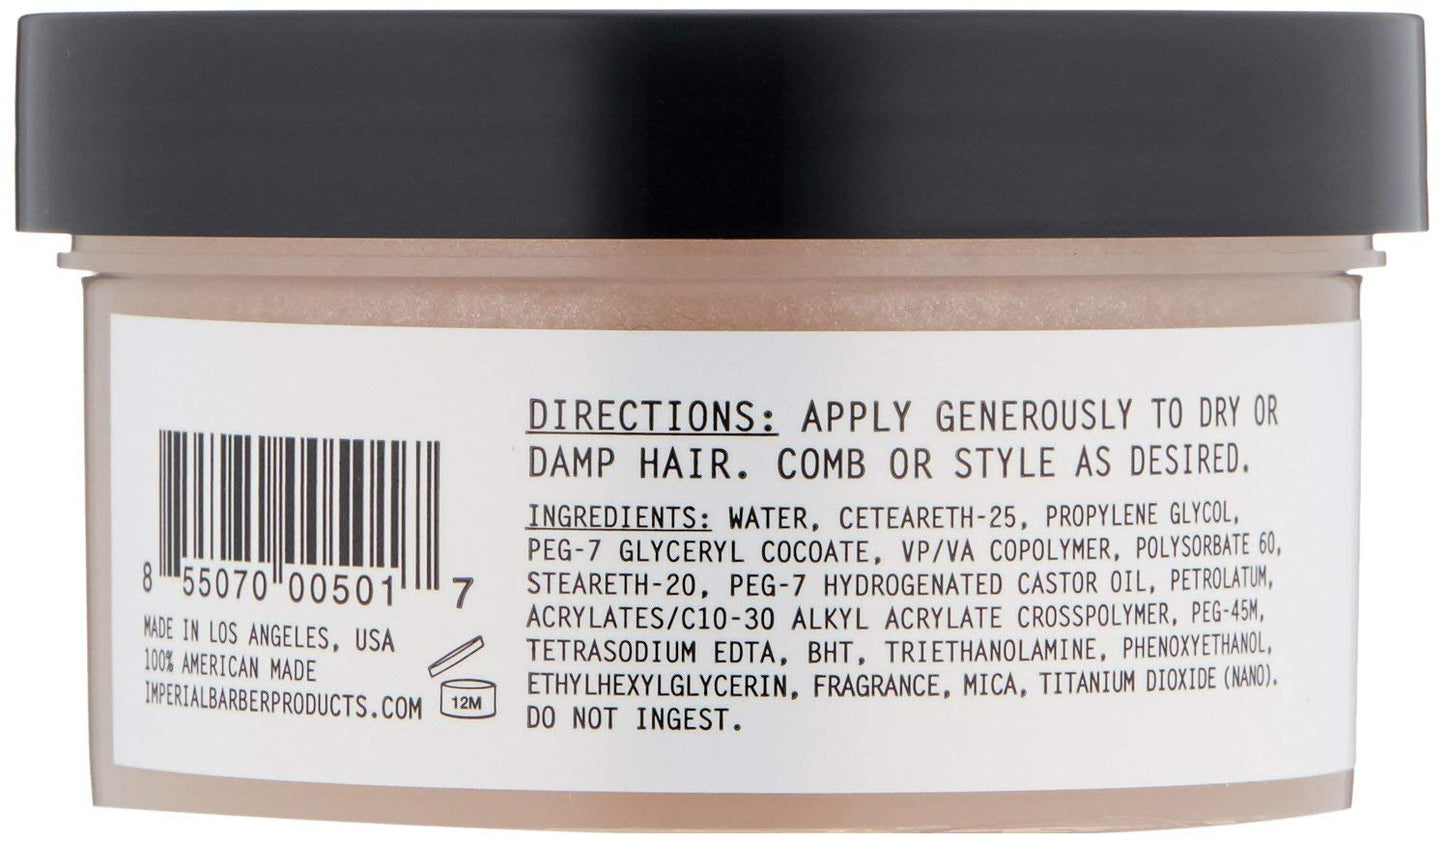 DIRECTIONS: APPLY GENEROUSLY TO DRY OR
DAMP HAIR. COMB OR STYLE AS DESIRED.
INGREDIENTS: WATER, CETEARETH-25, PROPYLENE GLYCOL,
PEG-7 GLYCERYL COCOATE, VP/VA COPOLYMER, POLYSORBATE 60,
STEARETH-20, PEG-7 HYDROGENATED CASTOR OIL, PETROLATUM,
ACRYLATES/C10-30 ALKYL ACRYLATE CROSSPOLYMER, PEG-45M,
TETRASODIUM EDTA, BHT, TRIETHANOLAMINE, PHENOXYETHANOL,
ETHYLHEXYLGLYCERIN, FRAGRANCE, MICA, TITANIUM DIOXIDE (NANO).
DO NOT INGEST.
8 55070 00501 7
MADE IN LOS ANGELES, USA
100% AMERICAN MADE
IMPERIALBARBERPRODUCTS.COM
12M